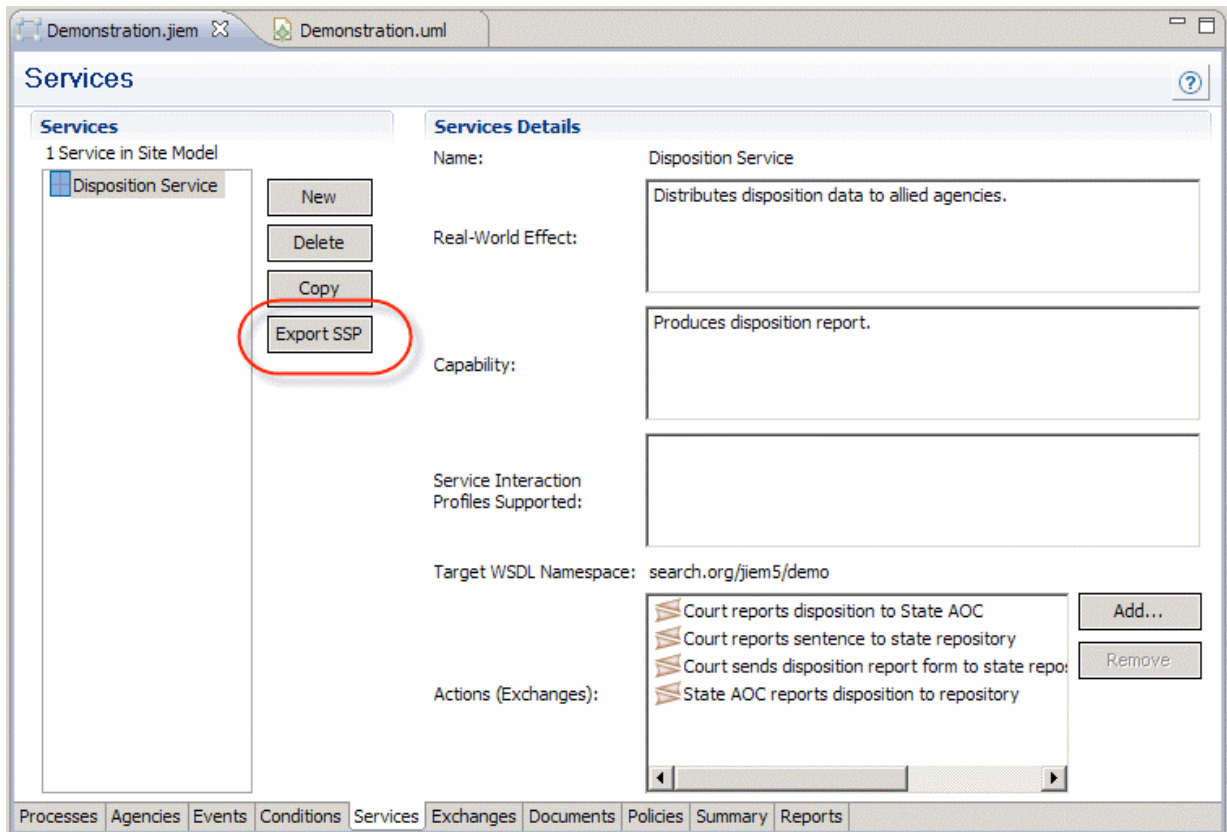 Demonstration.jiem
Demonstration.uml
Services
?
Services
1 Service in Site Model
Disposition Service
New
Delete
Copy
Export SSP
Services Details
Name:
Disposition Service
Real-World Effect:
Distributes disposition data to allied agencies.
Capability:
Produces disposition report.
Service Interaction
Profiles Supported:
Target WSDL Namespace:
search.org/jiem5/demo
Actions (Exchanges):
Court reports disposition to State AOC
Court reports sentence to state repository
Court sends disposition report form to state repo
State AOC reports disposition to repository
Add...
Remove
Processes Agencies Events Conditions Services Exchanges Documents Policies Summary Reports